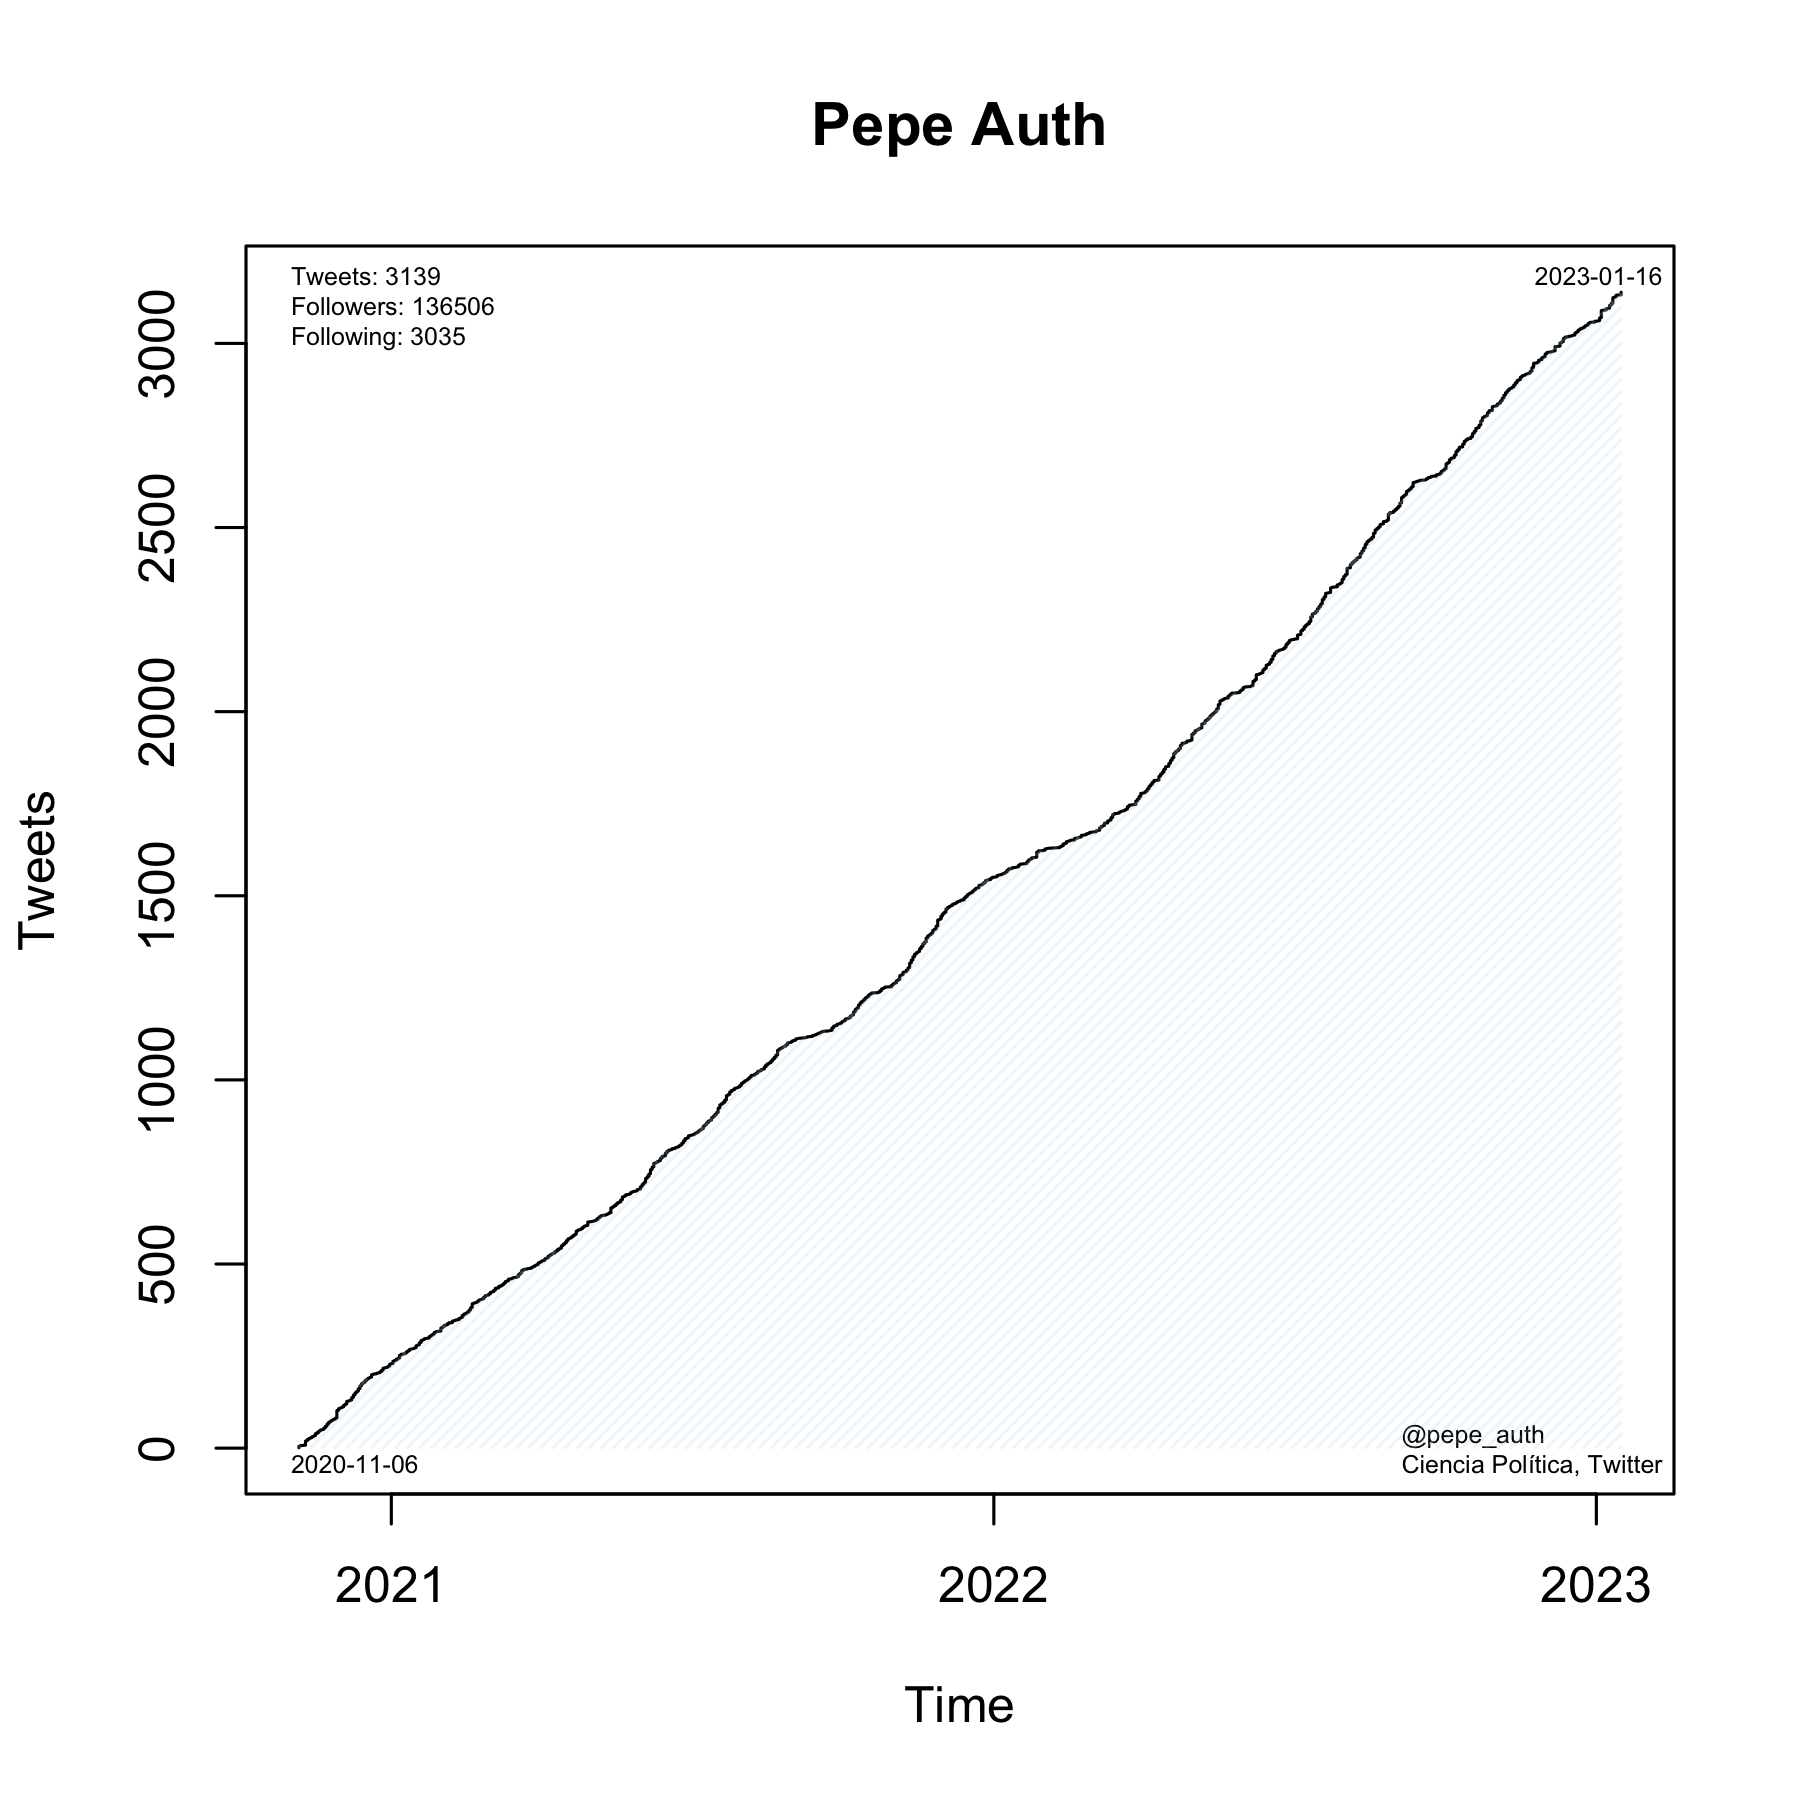 Pepe Auth
Tweets: 3139
Followers: 136506
Following: 3035
2023-01-16
3000
2500
2000
1500
1000
500
0
Tweets
@pepe_auth
Ciencia Política, Twitter
2020-11-06
2021
2022
2023
Time